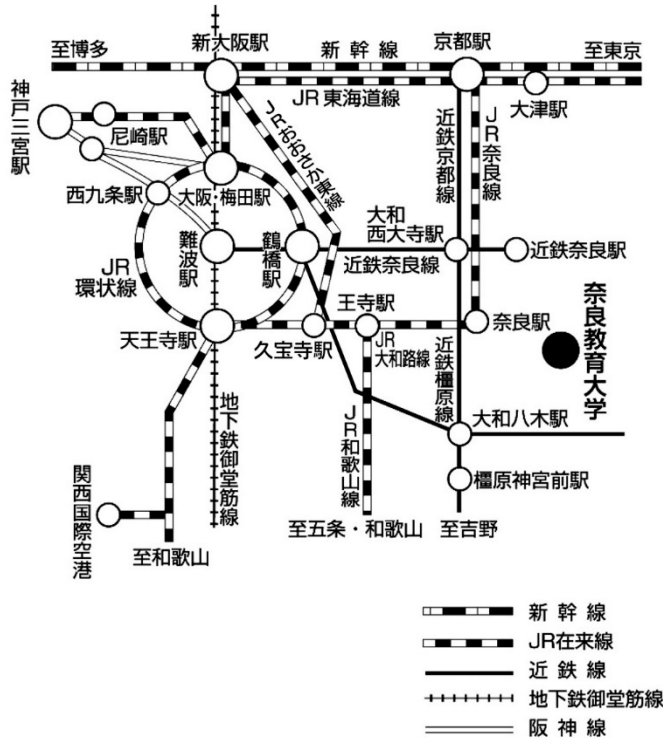 至博多
新大阪駅
新幹線
京都駅
至東京
JR東海道線
大津駅
神戸三宮駅
尼崎駅
JRおおさか東線
近鉄京都線
JR奈良線
西九条駅
大阪・梅田駅
大和
西大寺駅
難波駅
鶴橋駅
近鉄奈良線
近鉄奈良駅
JR
環状線
王寺駅
奈良駅
奈良教育大学
天王寺駅
久宝寺駅
JR
大和路線
近鉄橿原線
地下鉄御堂筋線
JR和歌山線
大和八木駅
橿原神宮前駅
関西国際空港
至和歌山
至五条・和歌山
至吉野
新幹線
JR在来線
近鉄線
地下鉄御堂筋線
阪神線